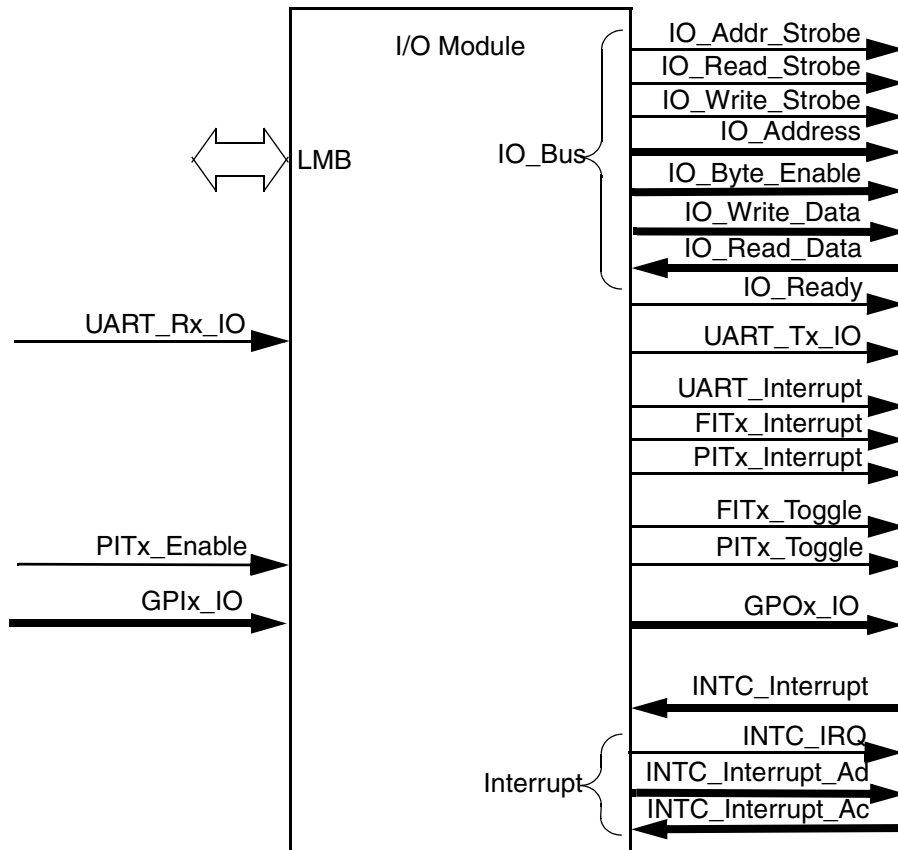 I/O Module
IO_Addr_Strobe
IO_Read_Strobe
IO_Write_Strobe
IO_Address
LMB
IO_Bus
IO_Byte_Enable
IO_Write_Data
IO_Read_Data
IO_Ready
UART_Rx_IO
UART_Tx_IO
UART_Interrupt
FITx_Interrupt
PITx_Interrupt
FITx_Toggle
PITx_Enable
PITx_Toggle
GPIx_IO
GPOx_IO
INTC_Interrupt
INTC_IRQ
Interrupt
INTC_Interrupt_Ad
INTC_Interrupt_Ac